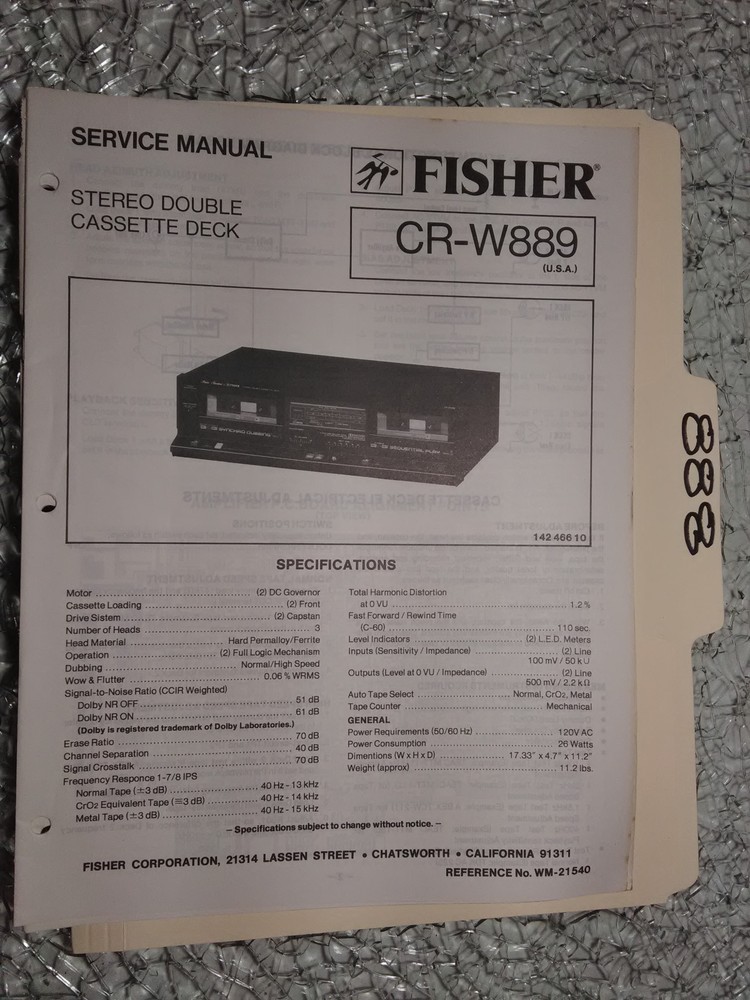 SERVICE MANUAL
STEREO DOUBLE
CASSETTE DECK
FISHER®
CR-W889
(U.S.A.)
142 466 10
SPECIFICATIONS
Motor (2) DC Governor
Cassette Loading (2) Front
Drive Sistem (2) Capstan
Number of Heads 3
Head Material Hard Permalloy/Ferrite
Operation (2) Full Logic Mechanism
Dubbing Normal/High Speed
Wow & Flutter 0.06 % WRMS
Signal-to-Noise Ratio (CCIR Weighted)
Dolby NR OFF 51 dB
Dolby NR ON 61 dB
(Dolby is registered trademark of Dolby Laboratories.)
Erase Ratio 70 dB
Channel Separation 40 dB
Signal Crosstalk 70 dB
Frequency Responce 1-7/8 IPS
Normal Tape (±3 dB) 40 Hz - 13 kHz
CrO2 Equivalent Tape (≅3 dB) 40 Hz - 14 kHz
Metal Tape (±3 dB) 40 Hz - 15 kHz
Total Harmonic Distortion
at 0 VU 1.2 %
Fast Forward / Rewind Time
(C-60) 110 sec.
Level Indicators (2) L.E.D. Meters
Inputs (Sensitivity / Impedance) (2) Line
100 mV / 50 kΩ
Outputs (Level at 0 VU / Impedance) (2) Line
500 mV / 2.2 kΩ
Auto Tape Select Normal, CrO2, Metal
Tape Counter Mechanical
GENERAL
Power Requirements (50/60 Hz) 120V AC
Power Consumption 26 Watts
Dimentions (W x H x D) 17.33" x 4.7" x 11.2"
Weight (approx) 11.2 lbs.
– Specifications subject to change without notice. –
FISHER CORPORATION, 21314 LASSEN STREET • CHATSWORTH • CALIFORNIA 91311
REFERENCE No. WM-21540
888